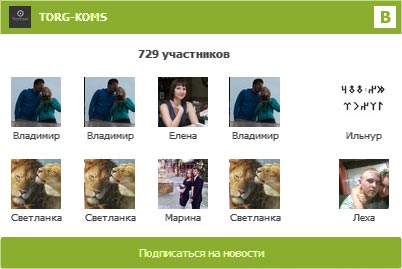 TORG-KOMS
B
729 участников
Владимир Владимир Елена Владимир Ильнур
Светланка Светланка Марина Светланка Леха
Подписаться на новости